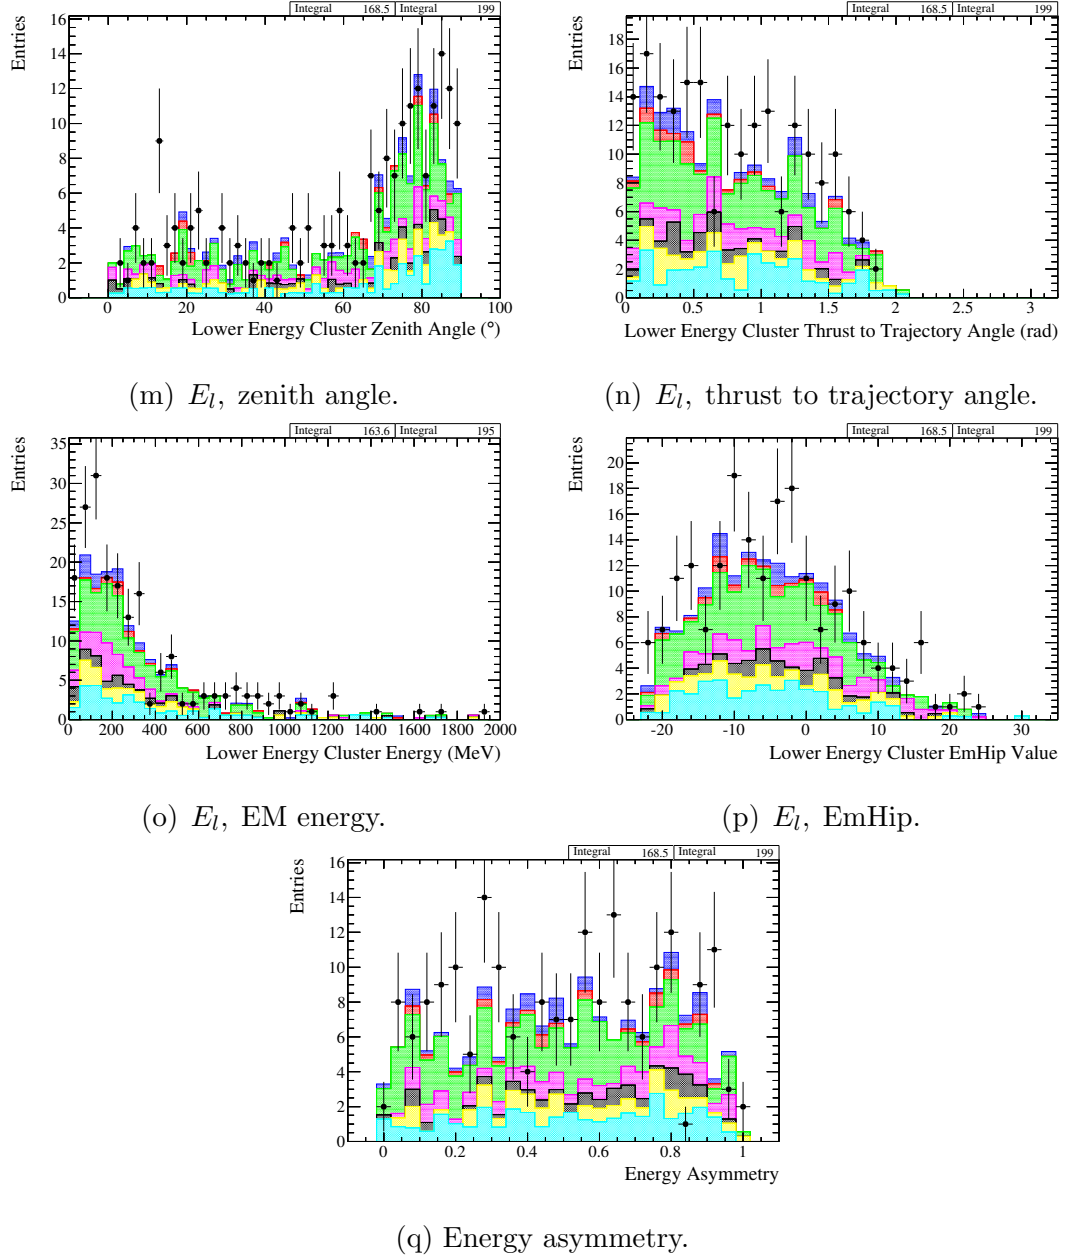 Integral 168.5 Integral 199
Entries
16
14
12
10
8
6
4
2
0
0 20 40 60 80 100
Lower Energy Cluster Zenith Angle (°)
(m) E_l, zenith angle.
Integral 168.5 Integral 199
Entries
18
16
14
12
10
8
6
4
2
0
0 0.5 1 1.5 2 2.5 3
Lower Energy Cluster Thrust to Trajectory Angle (rad)
(n) E_l, thrust to trajectory angle.
Integral 163.6 Integral 195
Entries
35
30
25
20
15
10
5
0
0 200 400 600 800 1000 1200 1400 1600 1800 2000
Lower Energy Cluster Energy (MeV)
(o) E_l, EM energy.
Integral 168.5 Integral 199
Entries
20
18
16
14
12
10
8
6
4
2
0
-20 -10 0 10 20 30
Lower Energy Cluster EmHip Value
(p) E_l, EmHip.
Integral 168.5 Integral 199
Entries
16
14
12
10
8
6
4
2
0
0 0.2 0.4 0.6 0.8 1
Energy Asymmetry
(q) Energy asymmetry.